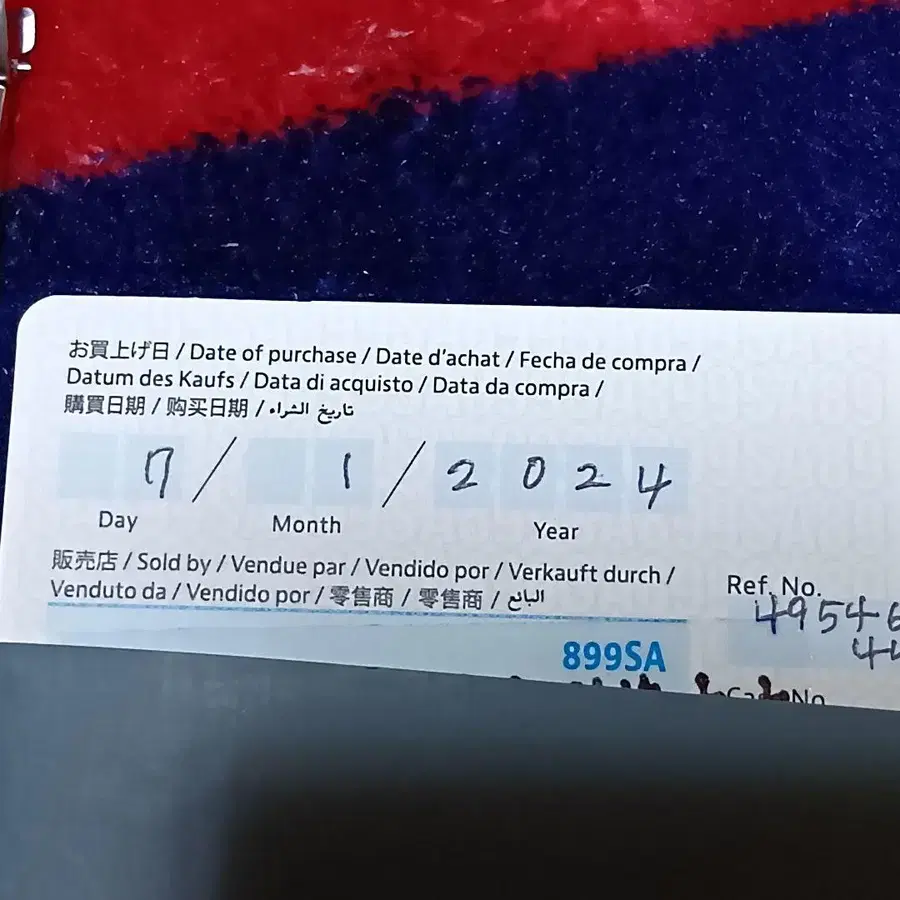 お買上げ日 / Date of purchase / Date d'achat / Fecha de compra /
Datum des Kaufs / Data di acquisto / Data da compra /
購買日期 / 购买日期 / تاريخ الشراء
7 / 1 / 2024
Day Month Year
販売店 / Sold by / Vendue par / Vendido por / Verkauft durch /
Venduto da / Vendido por / 零售商 / 零售商 / البائع
Ref. No.
4954
44
899SA
No